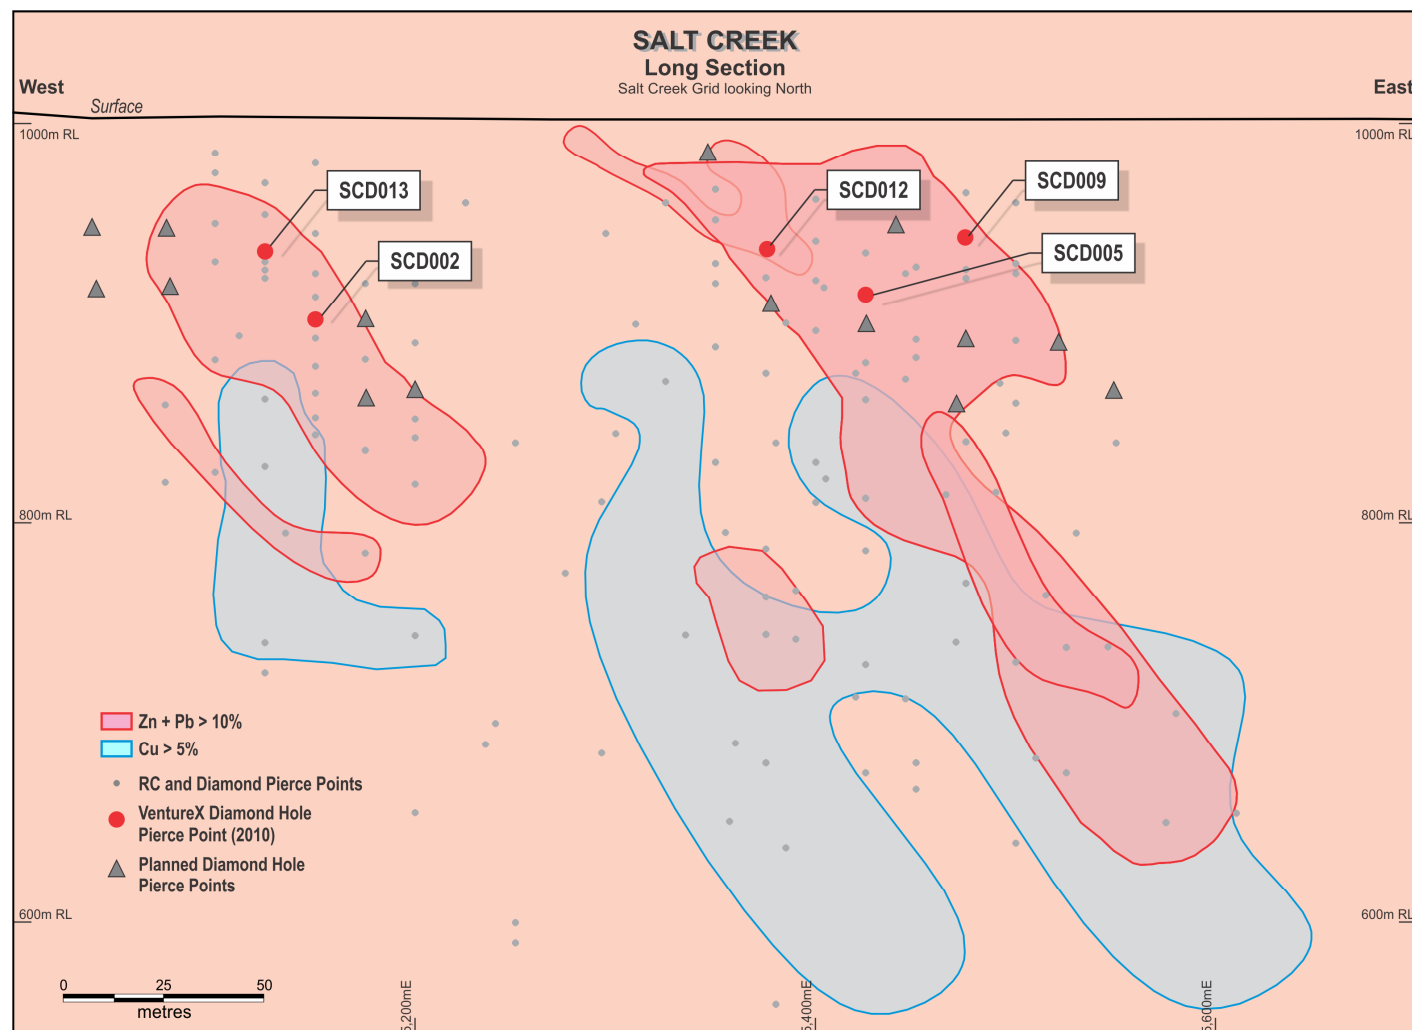 SALT CREEK
Long Section
Salt Creek Grid looking North
West
East
Surface
1000m RL
1000m RL
SCD013
SCD012
SCD009
SCD002
SCD005
800m RL
800m RL
Zn + Pb > 10%
Cu > 5%
RC and Diamond Pierce Points
VentureX Diamond Hole
Pierce Point (2010)
Planned Diamond Hole
Pierce Points
600m RL
600m RL
0 25 50
metres
5,200mE
5,400mE
5,600mE